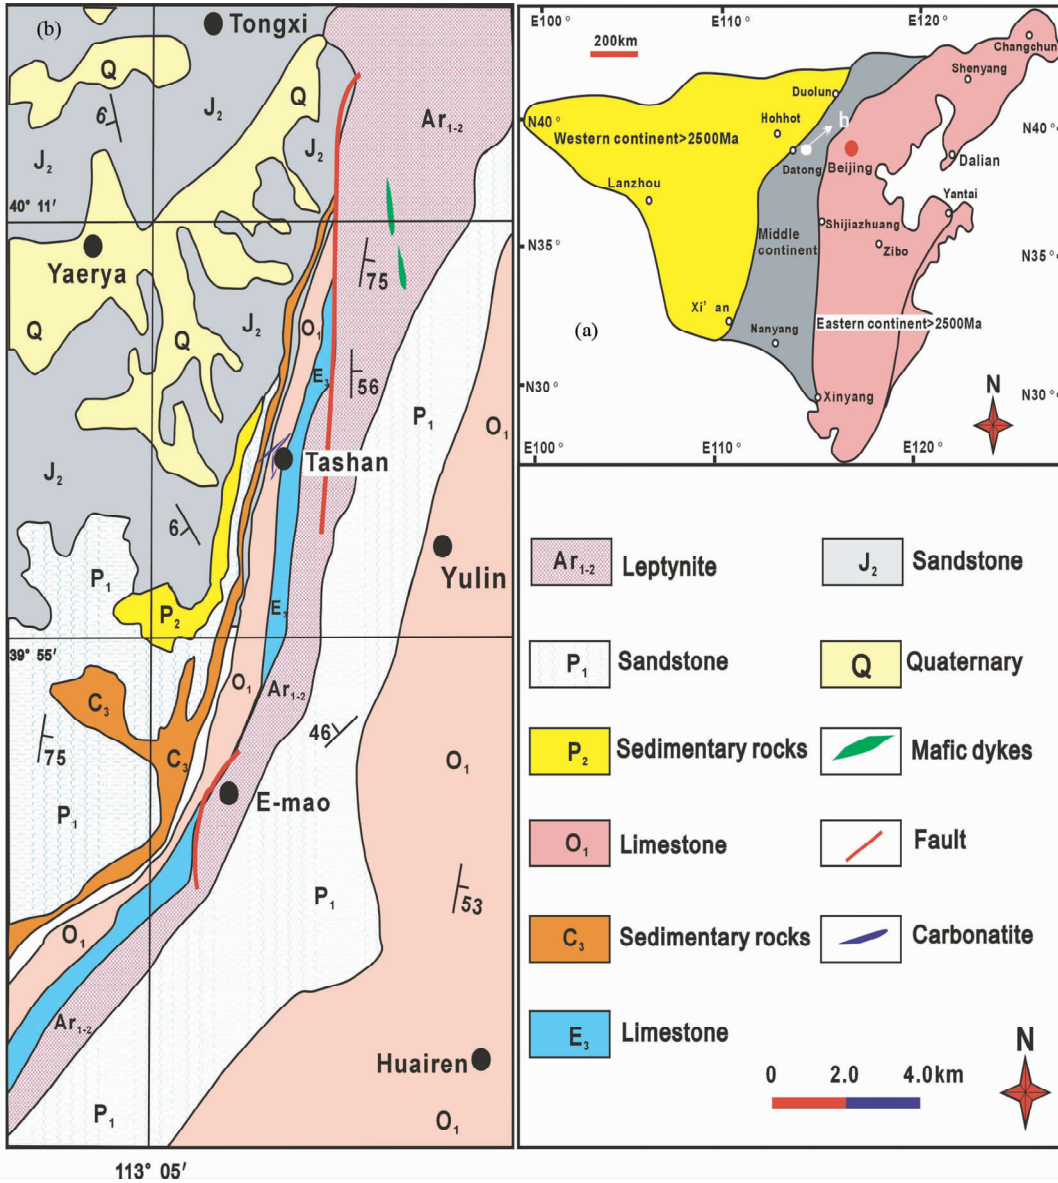 (b)
Tongxi
Q
6
J₂
Q
J₂
J₂
Ar₁₋₂
40° 11′
Yaerya
75
Q
Q
J₂
O₁
E₃
56
P₁
O₁
J₂
Tashan
6
Yulin
P₁
P₂
E₃
39° 55′
O₁
Ar₁₋₂
C₃
46
75
C₃
O₁
E-mao
P₁
P₁
53
O₁
Ar₁₋₂
Huairen
P₁
O₁
113° 05′
E100°
E110°
E120°
200km
Changchun
Shenyang
Duolun
N40°
Hohhot
b
N40°
Western continent>2500Ma
Datong
Beijing
Dalian
Lanzhou
Yantai
Shijiazhuang
N35°
Middle
continent
Zibo
N35°
Xi’an
(a)
Nanyang
Eastern continent>2500Ma
N30°
Xinyang
N
N30°
E100°
E110°
E120°
Ar₁₋₂ Leptynite
J₂ Sandstone
P₁ Sandstone
Q Quaternary
P₂ Sedimentary rocks
Mafic dykes
O₁ Limestone
Fault
C₃ Sedimentary rocks
Carbonatite
E₃ Limestone
0 2.0 4.0km
N